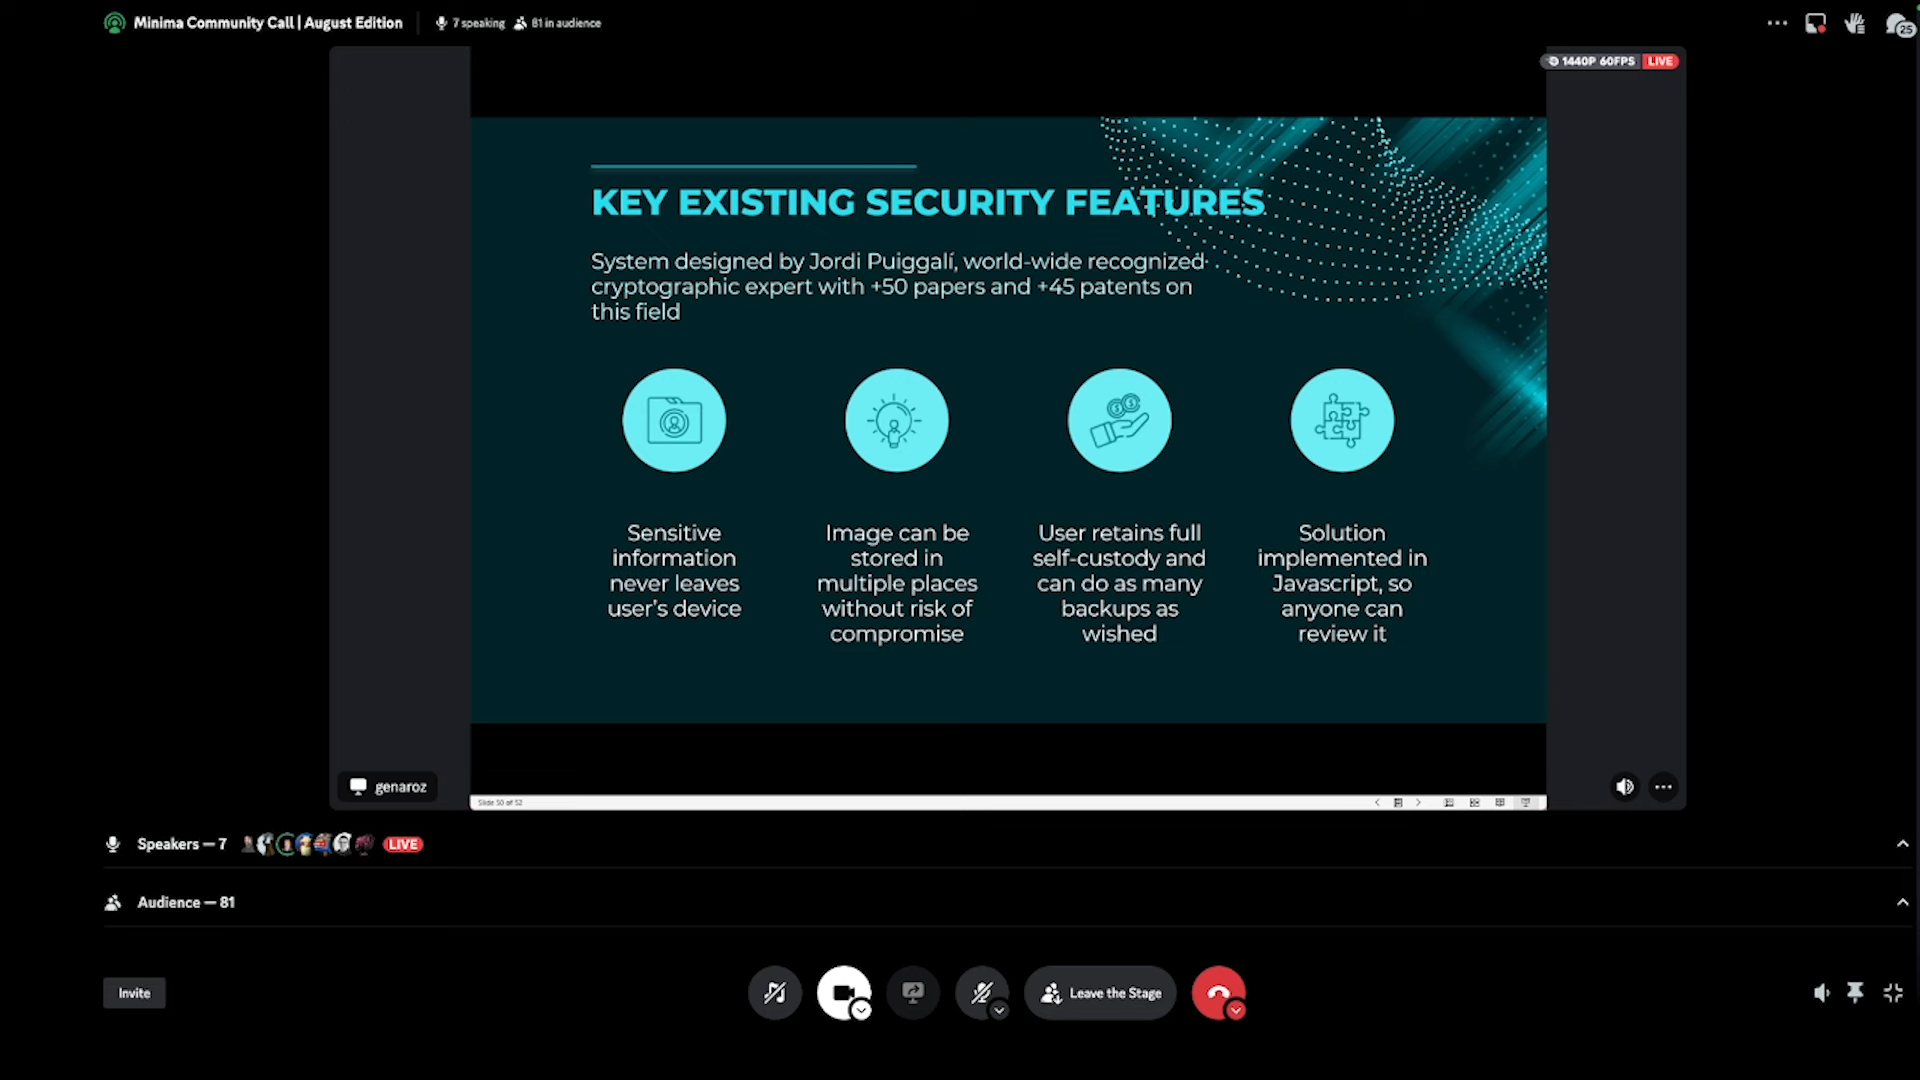 Minima Community Call | August Edition
7 speaking 81 in audience
25
1440P 60FPS LIVE
KEY EXISTING SECURITY FEATURES
System designed by Jordi Puiggalí, world-wide recognized
cryptographic expert with +50 papers and +45 patents on
this field
Sensitive
information
never leaves
user's device
Image can be
stored in
multiple places
without risk of
compromise
User retains full
self-custody and
can do as many
backups as
wished
Solution
implemented in
Javascript, so
anyone can
review it
genaroz
Slide 50 of 52
Speakers — 7 LIVE
Audience — 81
Invite
Leave the Stage